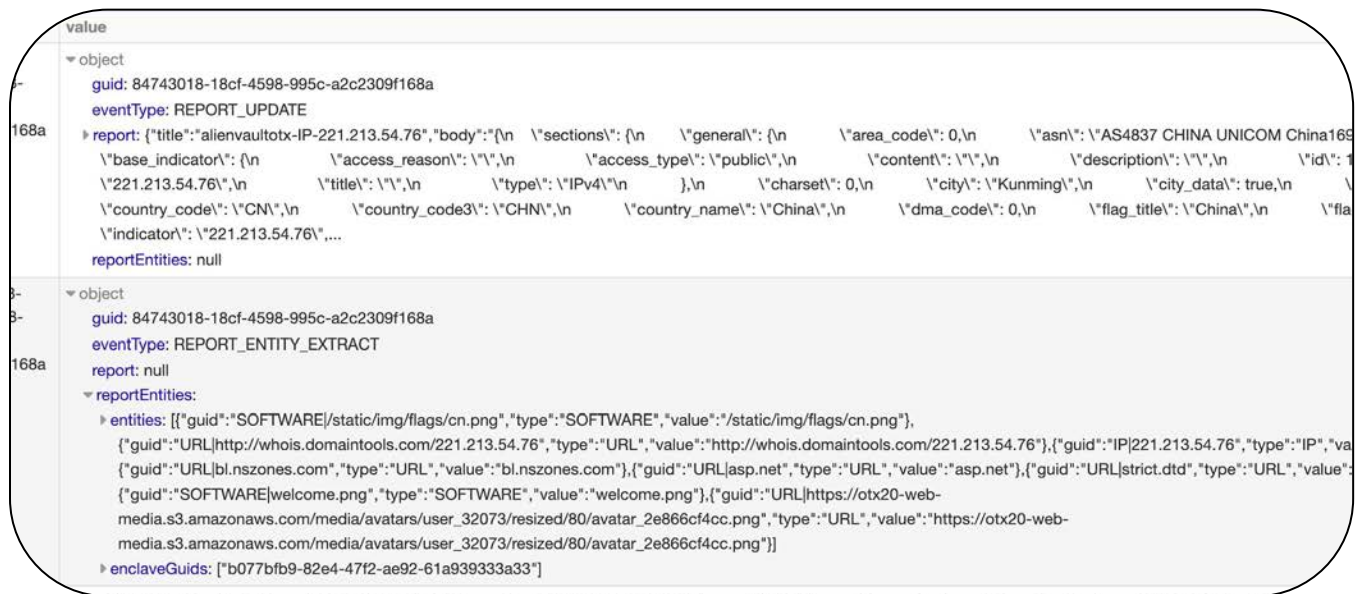 value
object
guid: 84743018-18cf-4598-995c-a2c2309f168a
eventType: REPORT_UPDATE
168a
report: {"title":"alienvaultotx-IP-221.213.54.76","body":"{\n \"sections\": {\n \"general\": {\n \"area_code\": 0,\n \"asn\": \"AS4837 CHINA UNICOM China169
\"base_indicator\": {\n \"access_reason\": \"\",\n \"access_type\": \"public\",\n \"content\": \"\",\n \"description\": \"\",\n \"id\": 1
\"221.213.54.76\",\n \"title\": \"\",\n \"type\": \"IPv4\"\n },\n \"charset\": 0,\n \"city\": \"Kunming\",\n \"city_data\": true,\n \
\"country_code\": \"CN\",\n \"country_code3\": \"CHN\",\n \"country_name\": \"China\",\n \"dma_code\": 0,\n \"flag_title\": \"China\",\n \"fla
\"indicator\": \"221.213.54.76\",...
reportEntities: null
object
guid: 84743018-18cf-4598-995c-a2c2309f168a
eventType: REPORT_ENTITY_EXTRACT
168a
report: null
reportEntities:
entities: [{"guid":"SOFTWARE|/static/img/flags/cn.png","type":"SOFTWARE","value":"/static/img/flags/cn.png"},
{"guid":"URL|http://whois.domaintools.com/221.213.54.76","type":"URL","value":"http://whois.domaintools.com/221.213.54.76"},{"guid":"IP|221.213.54.76","type":"IP","va
{"guid":"URL|bl.nszones.com","type":"URL","value":"bl.nszones.com"},{"guid":"URL|asp.net","type":"URL","value":"asp.net"},{"guid":"URL|strict.dtd","type":"URL","value":
{"guid":"SOFTWARE|welcome.png","type":"SOFTWARE","value":"welcome.png"},{"guid":"URL|https://otx20-web-
media.s3.amazonaws.com/media/avatars/user_32073/resized/80/avatar_2e866cf4cc.png","type":"URL","value":"https://otx20-web-
media.s3.amazonaws.com/media/avatars/user_32073/resized/80/avatar_2e866cf4cc.png"}]
enclaveGuids: ["b077bfb9-82e4-47f2-ae92-61a939333a33"]